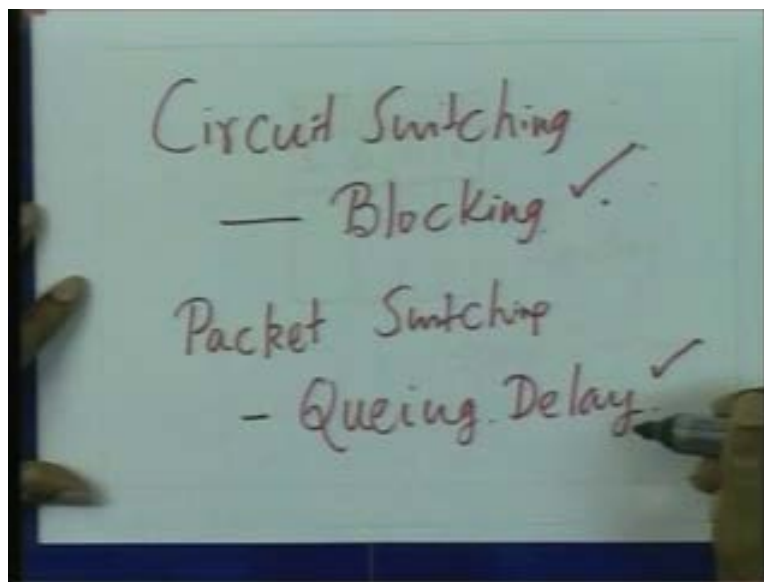 Circuit Switching
— Blocking ✓.
Packet Switching
- Queing. Delay. ✓